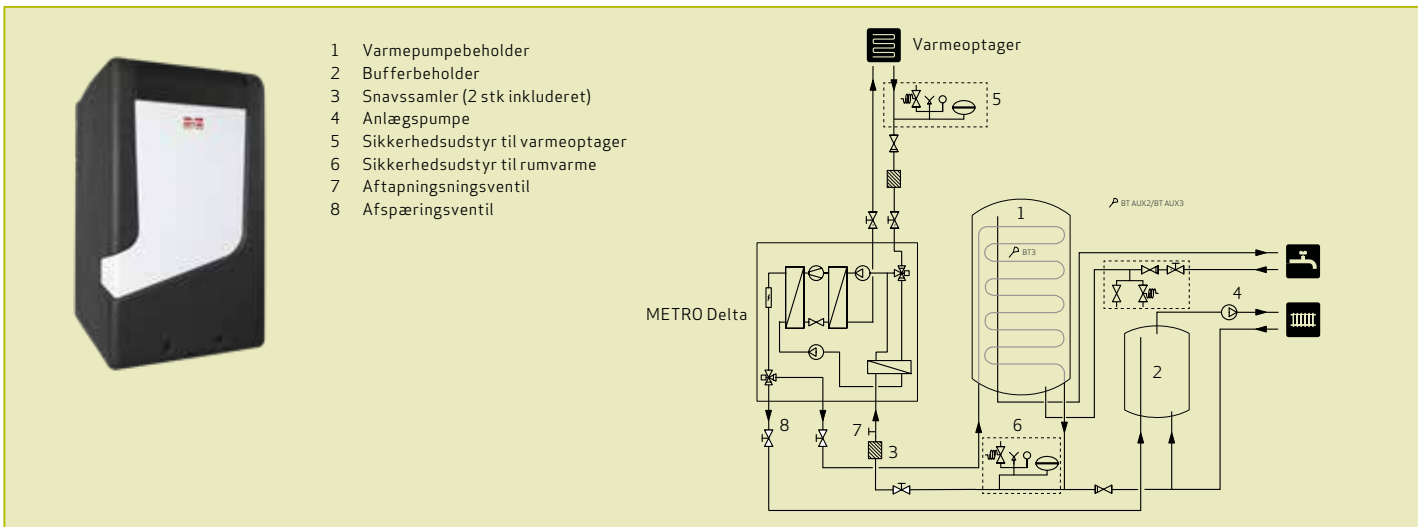 1 Varmepumpebeholder
2 Bufferbeholder
3 Snavssamler (2 stk inkluderet)
4 Anlægspumpe
5 Sikkerhedsudstyr til varmeoptager
6 Sikkerhedsudstyr til rumvarme
7 Aftapningsningsventil
8 Afspæringsventil
Varmeoptager
5
1
BT AUX2/BT AUX3
BT3
4
METRO Delta
2
8
7
6
3